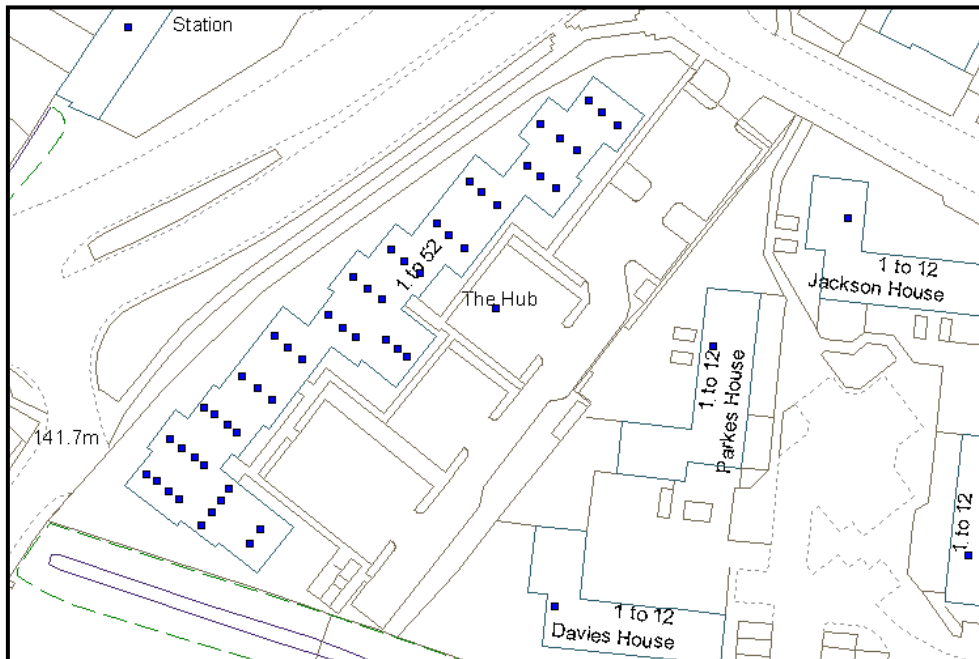 Station
1 to 52
The Hub
1 to 12
Jackson House
1 to 12
Parkes House
141.7m
1 to 12
1 to 12
Davies House